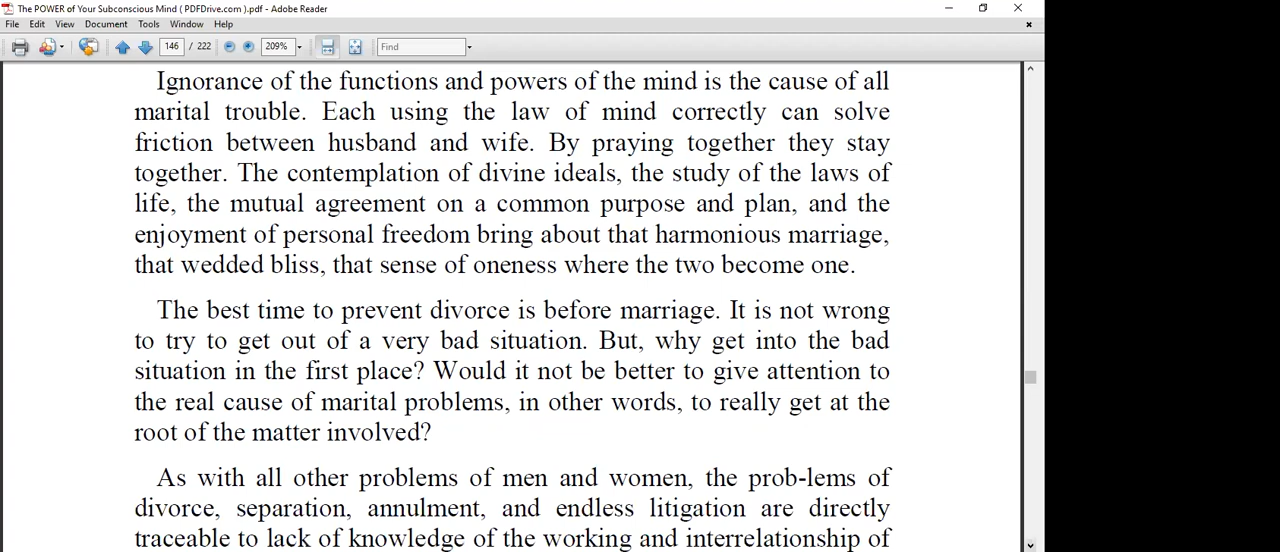 The POWER of Your Subconscious Mind ( PDFDrive.com ).pdf - Adobe Reader
File Edit View Document Tools Window Help
146 / 222 209% Find
Ignorance of the functions and powers of the mind is the cause of all
marital trouble. Each using the law of mind correctly can solve
friction between husband and wife. By praying together they stay
together. The contemplation of divine ideals, the study of the laws of
life, the mutual agreement on a common purpose and plan, and the
enjoyment of personal freedom bring about that harmonious marriage,
that wedded bliss, that sense of oneness where the two become one.
The best time to prevent divorce is before marriage. It is not wrong
to try to get out of a very bad situation. But, why get into the bad
situation in the first place? Would it not be better to give attention to
the real cause of marital problems, in other words, to really get at the
root of the matter involved?
As with all other problems of men and women, the prob-lems of
divorce, separation, annulment, and endless litigation are directly
traceable to lack of knowledge of the working and interrelationship of